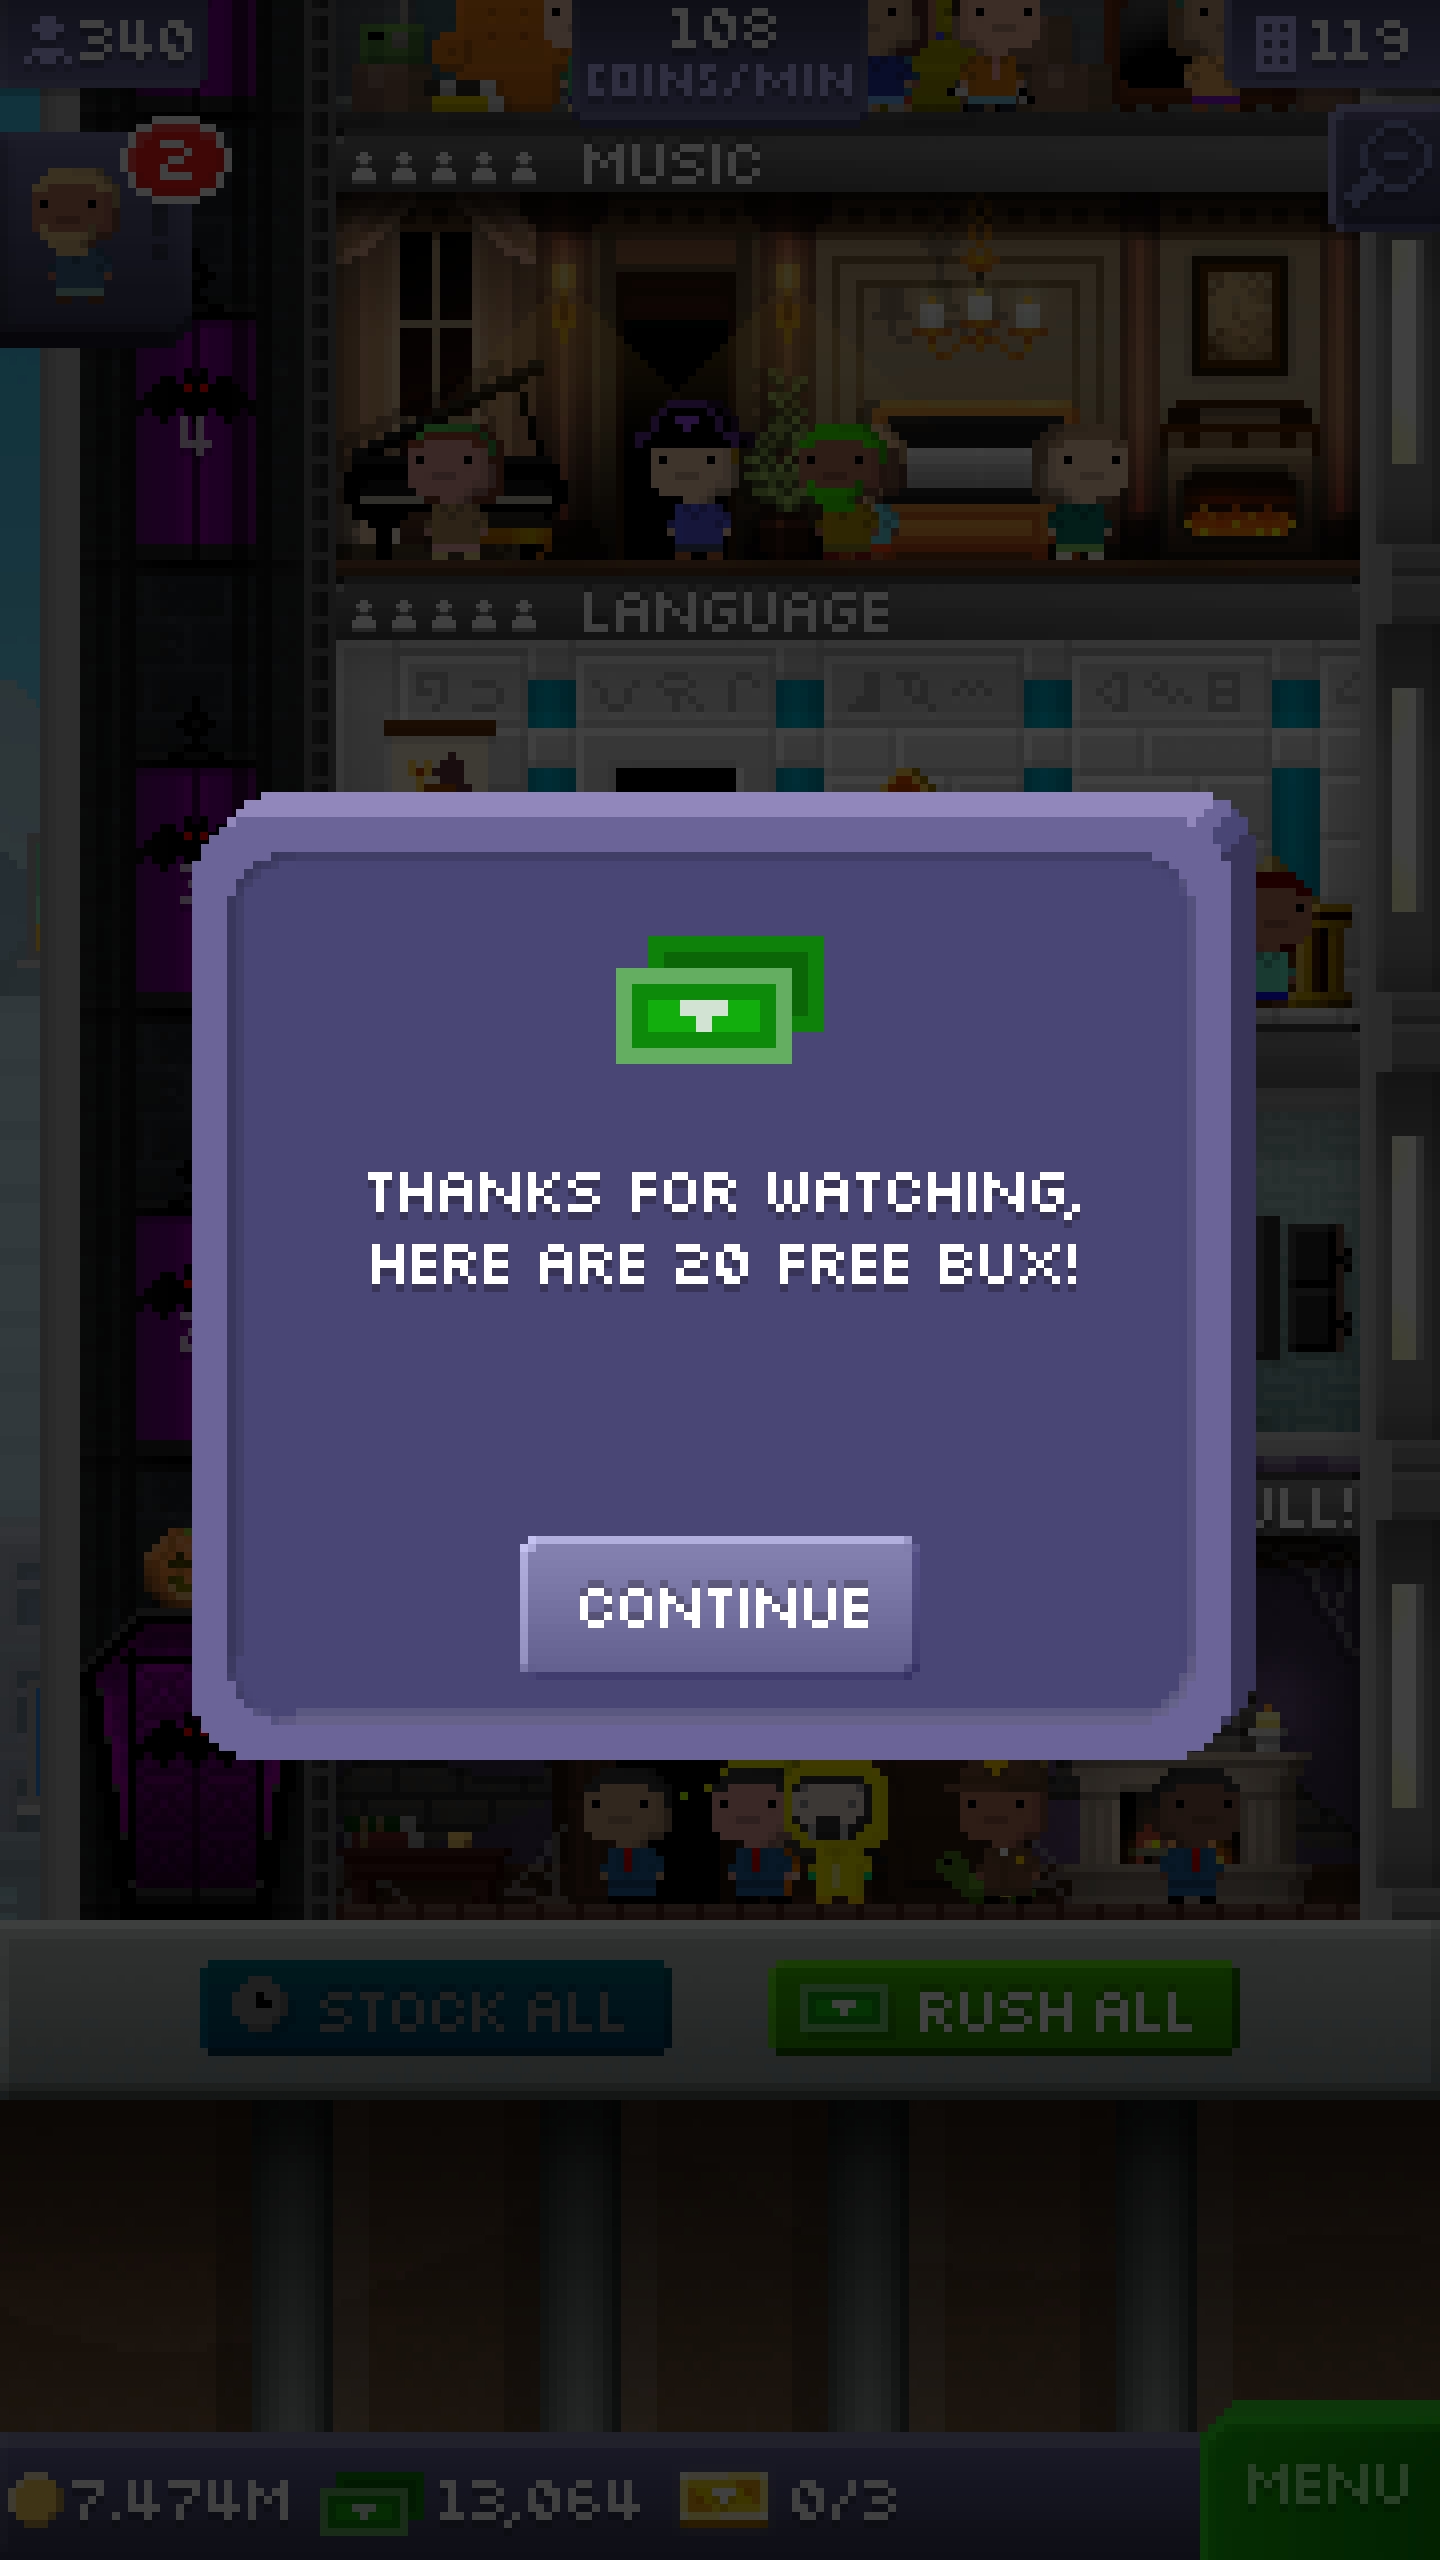 340
108
COINS/MIN
119
2
MUSIC
4
LANGUAGE
THANKS FOR WATCHING,
HERE ARE 20 FREE BUX!
CONTINUE
STOCK ALL
RUSH ALL
7.474M
13,064
0/3
MENU